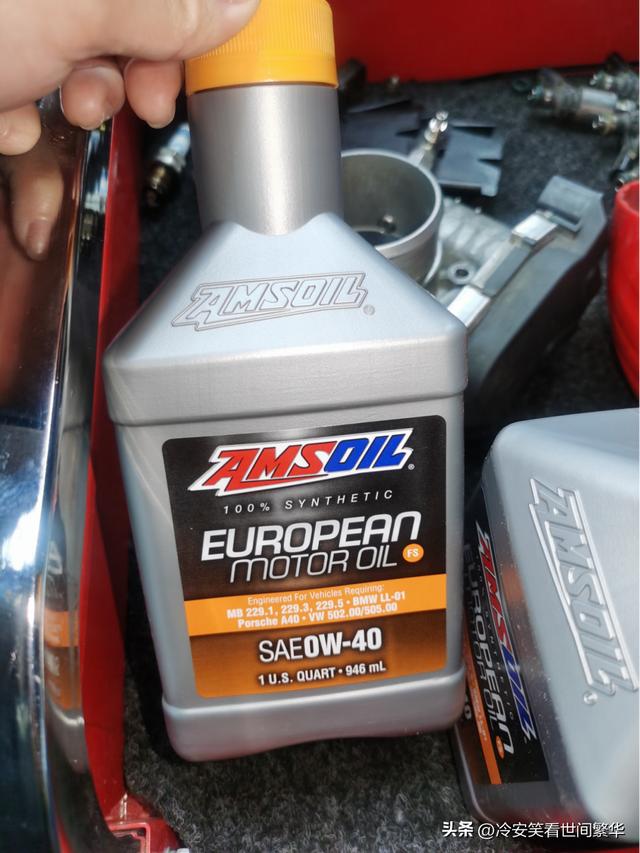 AMSOIL®
AMSOIL®
100% SYNTHETIC
EUROPEAN
MOTOR OIL FS
Engineered For Vehicles Requiring:
MB 229.1, 229.3, 229.5 • BMW LL-01
Porsche A40 • VW 502.00/505.00
SAE 0W-40
1 U.S. QUART • 946 mL
AMSOIL®
AMSOIL
EUROPEAN
头条 @冷安笑看世间繁华